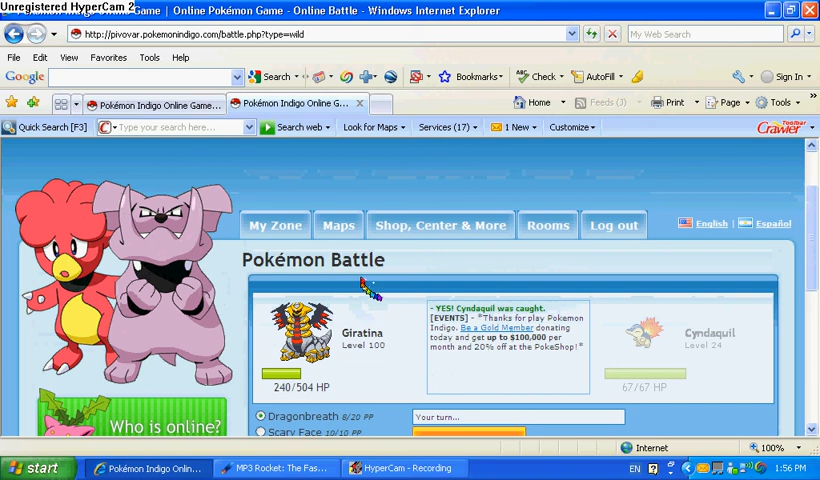 Unregistered HyperCam 2
Game | Online Pokémon Game - Online Battle - Windows Internet Explorer
http://pivovar.pokemonindigo.com/battle.php?type=wild
My Web Search
File Edit View Favorites Tools Help
Google Search Bookmarks Check AutoFill Sign In
Pokémon Indigo Online Game... Pokémon Indigo Online G... Home Feeds (J) Print Page Tools
Quick Search [F3] Type your search here... Search web Look for Maps Services (17) 1 New Customize Crawler Toolbar
My Zone Maps Shop, Center & More Rooms Log out English Español
Pokémon Battle
Giratina
Level 100
240/504 HP
- YES! Cyndaquil was caught.
[EVENTS] - "Thanks for play Pokemon
Indigo. Be a Gold Member donating
today and get up to $100,000 per
month and 20% off at the PokeShop!"
Cyndaquil
Level 24
67/67 HP
Dragonbreath 8/20 PP Your turn...
Scary Face 10/10 PP
Who is online?
Internet 100%
start Pokémon Indigo Onlin... MP3 Rocket: The Fas... HyperCam - Recording EN 1:56 PM